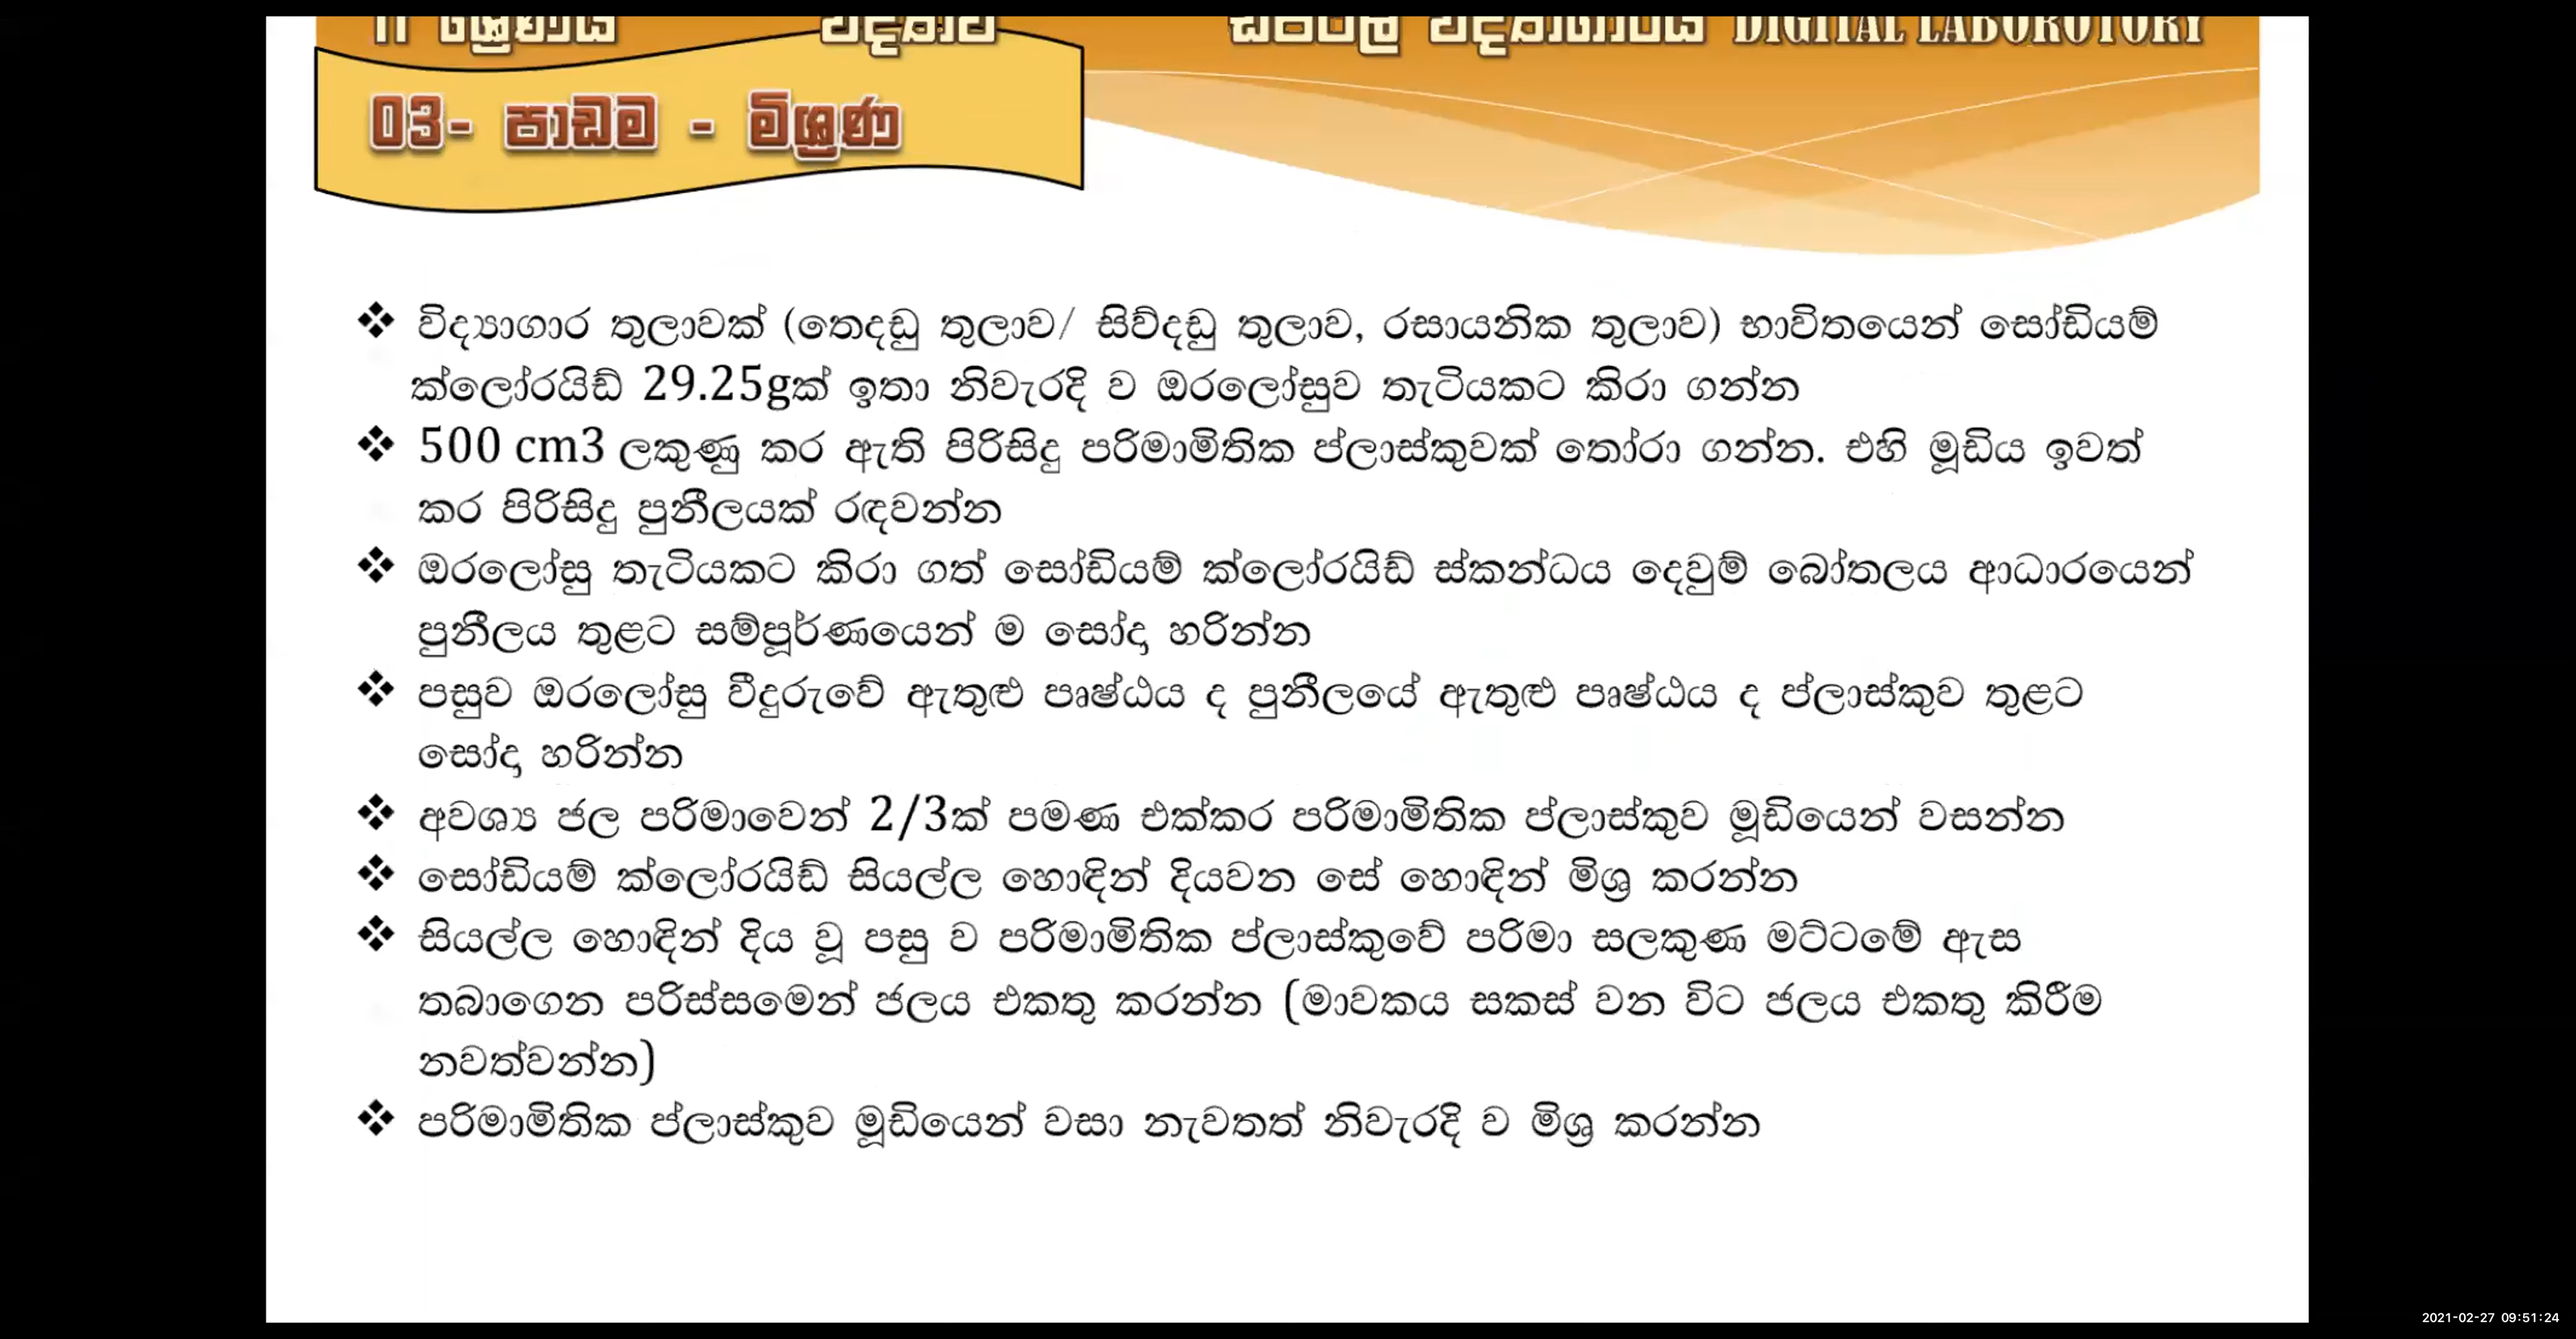 11 ශ්‍රේණිය විද්‍යාව ඩිජිටල් විද්‍යාගාරය DIGITAL LABOROTORY
03- පාඩම - මිශ්‍රණ
❖ විද්‍යාගාර තුලාවක් (තෙදඬු තුලාව/ සිව්දඬු තුලාව, රසායනික තුලාව) භාවිතයෙන් සෝඩියම්
ක්ලෝරයිඩ් 29.25gක් ඉතා නිවැරදි ව ඔරලෝසුව තැටියකට කිරා ගන්න
❖ 500 cm3 ලකුණු කර ඇති පිරිසිදු පරිමාමිතික ප්ලාස්කුවක් තෝරා ගන්න. එහි මූඩිය ඉවත්
කර පිරිසිදු පුනීලයක් රඳවන්න
❖ ඔරලෝසු තැටියකට කිරා ගත් සෝඩියම් ක්ලෝරයිඩ් ස්කන්ධය දෙවුම් බෝතලය ආධාරයෙන්
පුනීලය තුළට සම්පූර්ණයෙන් ම සෝදා හරින්න
❖ පසුව ඔරලෝසු වීදුරුවේ ඇතුළු පෘෂ්ඨය ද පුනීලයේ ඇතුළු පෘෂ්ඨය ද ප්ලාස්කුව තුළට
සෝදා හරින්න
❖ අවශ්‍ය ජල පරිමාවෙන් 2/3ක් පමණ එක්කර පරිමාමිතික ප්ලාස්කුව මූඩියෙන් වසන්න
❖ සෝඩියම් ක්ලෝරයිඩ් සියල්ල හොඳින් දියවන සේ හොඳින් මිශ්‍ර කරන්න
❖ සියල්ල හොඳින් දිය වූ පසු ව පරිමාමිතික ප්ලාස්කුවේ පරිමා සලකුණ මට්ටමේ ඇස
තබාගෙන පරිස්සමෙන් ජලය එකතු කරන්න (මාවකය සකස් වන විට ජලය එකතු කිරීම
නවත්වන්න)
❖ පරිමාමිතික ප්ලාස්කුව මූඩියෙන් වසා නැවතත් නිවැරදි ව මිශ්‍ර කරන්න
2021-02-27 09:51:24